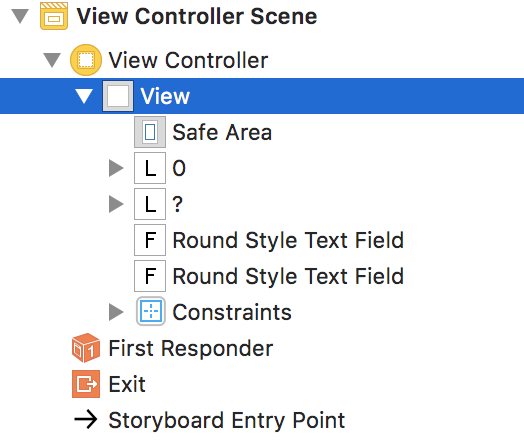 View Controller Scene
View Controller
View
Safe Area
L 0
L ?
F Round Style Text Field
F Round Style Text Field
Constraints
1 First Responder
Exit
Storyboard Entry Point